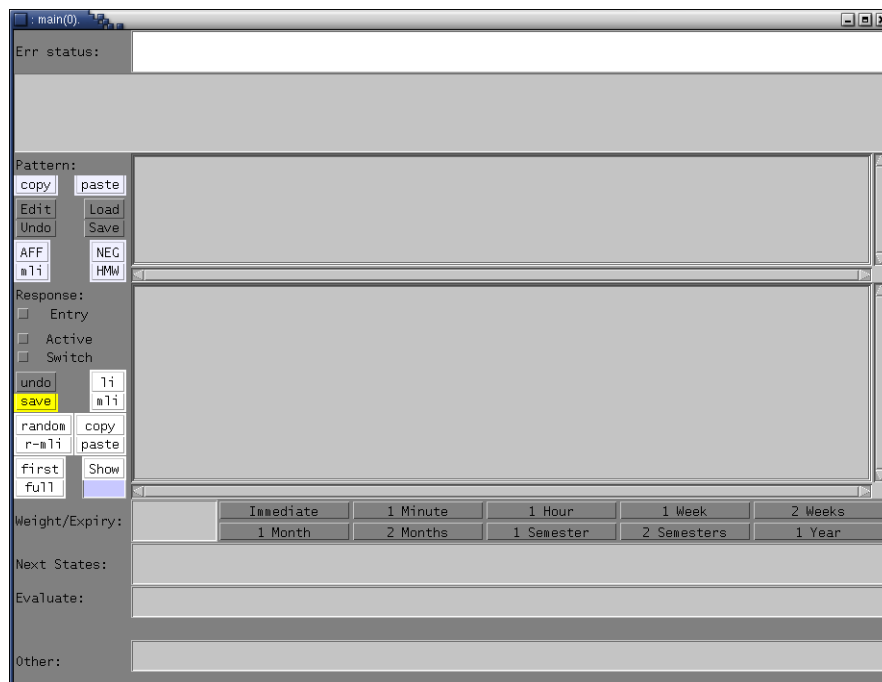 : main(0).
Err status:
Pattern:
copy paste
Edit Load
Undo Save
AFF NEG
mli HMW
Response:
Entry
Active
Switch
undo li
save mli
random copy
r-mli paste
first Show
full
Weight/Expiry:
Immediate 1 Minute 1 Hour 1 Week 2 Weeks
1 Month 2 Months 1 Semester 2 Semesters 1 Year
Next States:
Evaluate:
Other: